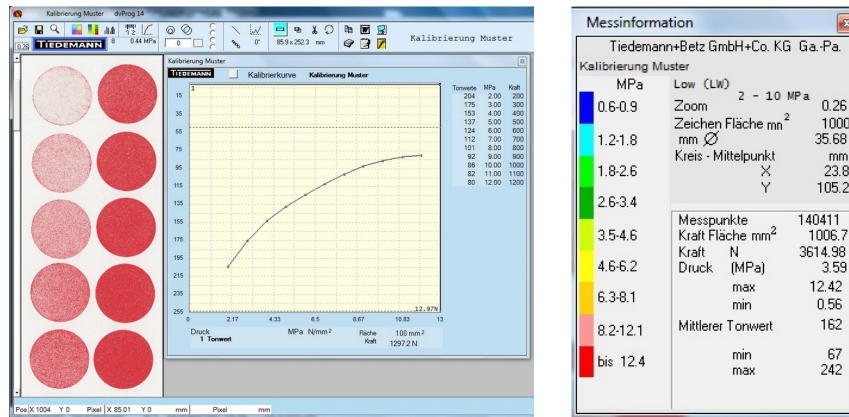 Kalibrierung Muster dvProg 14
0.26 TIEDEMANN 8 0.44 MPa 0 0° 85.9x252.3 mm Kalibrierung Muster
Kalibrierung Muster
TIEDEMANN Kalibrierkurve Kalibrierung Muster
1
15
35
55
75
95
115
135
155
175
195
215
235
255
12.97N
0 2.17 4.33 6.5 8.67 10.83 13
Druck MPa N/mm² Fläche 100 mm²
1 Tonwert Kraft 1297.2 N
Tonwerte MPa Kraft
204 2.00 200
175 3.00 300
153 4.00 400
137 5.00 500
124 6.00 600
112 7.00 700
101 8.00 800
92 9.00 900
86 10.00 1000
82 11.00 1100
80 12.00 1200
Pos X 1004 Y 0 Pixel X 85.01 Y 0 mm Pixel mm
Messinformation
Tiedemann+Betz GmbH+Co. KG Ga.-Pa.
Kalibrierung Muster
MPa
0.6-0.9
1.2-1.8
1.8-2.6
2.6-3.4
3.5-4.6
4.6-6.2
6.3-8.1
8.2-12.1
bis 12.4
Low (LW)
2 - 10 MPa
Zoom 0.26
Zeichen Fläche mn² 1000
mm Ø 35.68
Kreis - Mittelpunkt mm
X 23.8
Y 105.2
Messpunkte 140411
Kraft Fläche mm² 1006.7
Kraft N 3614.98
Druck (MPa) 3.59
max 12.42
min 0.56
Mittlerer Tonwert 162
min 67
max 242